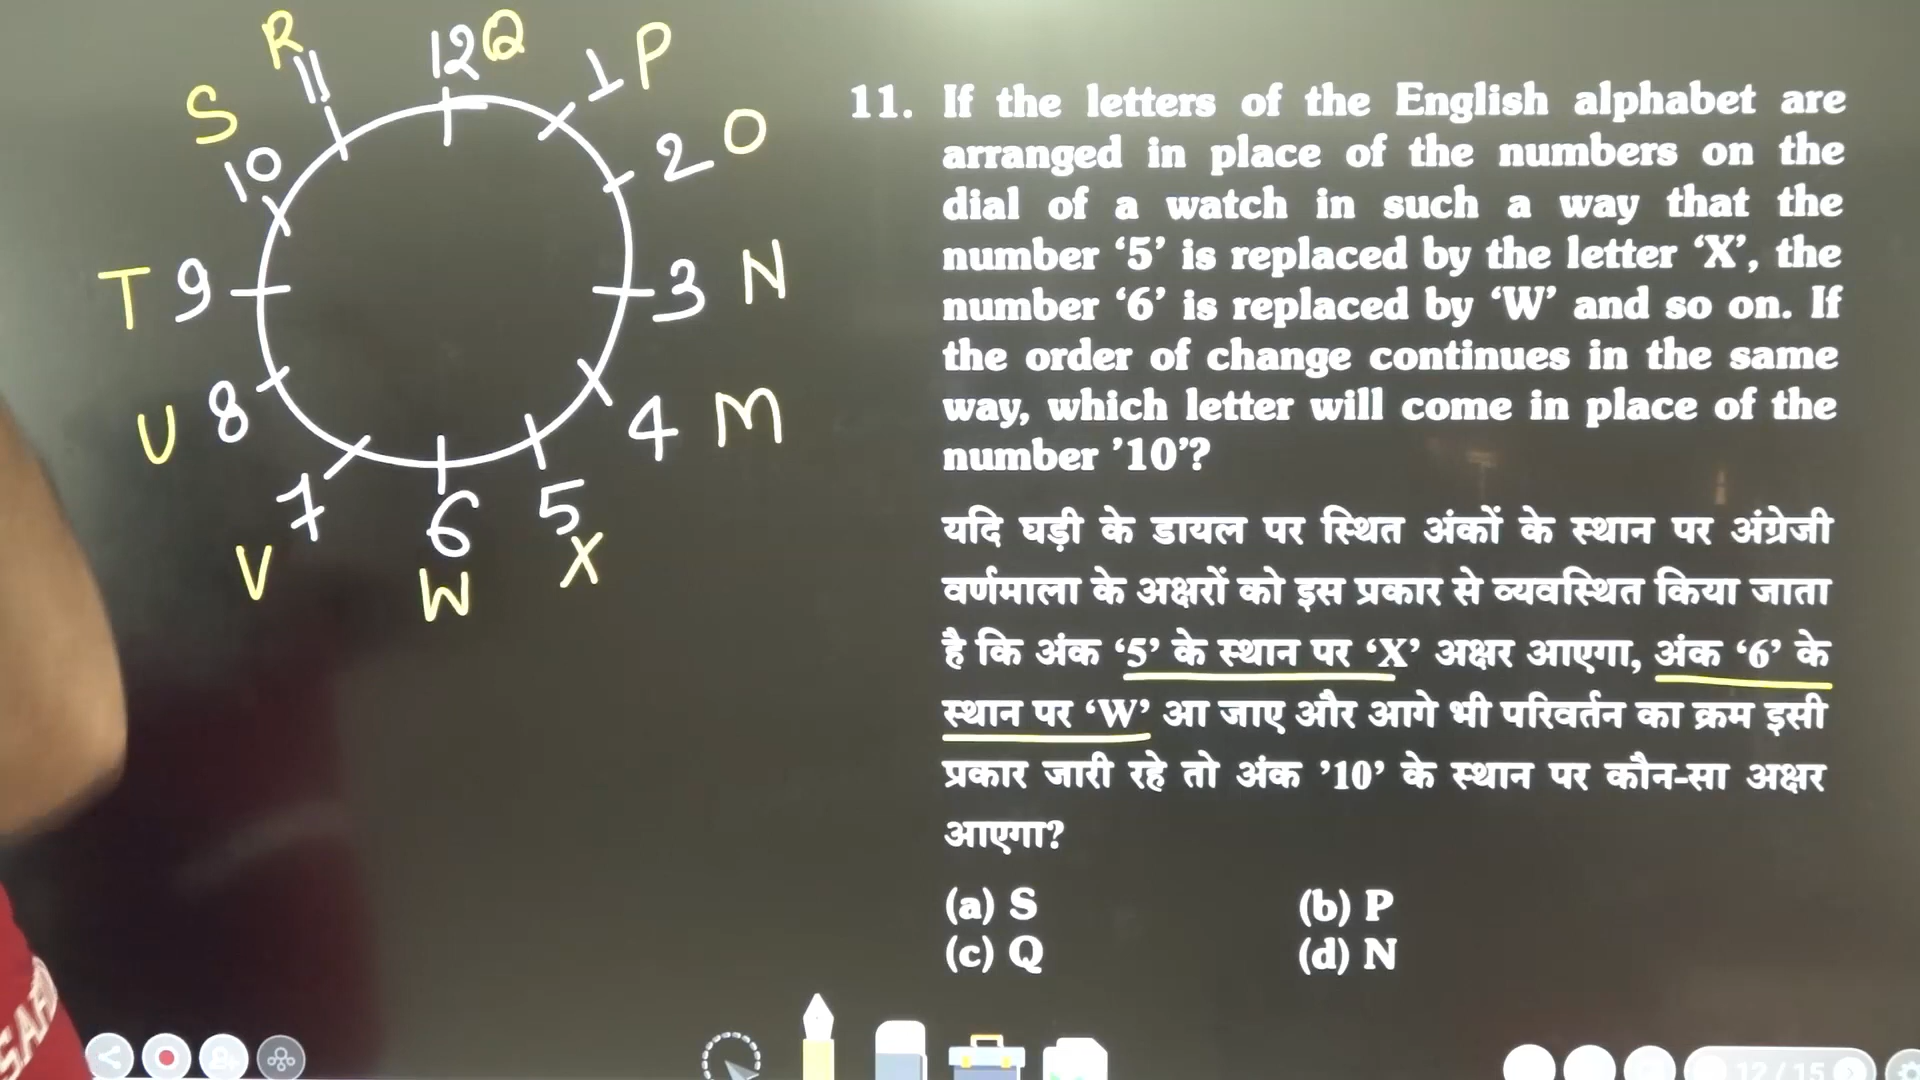 R
12 Q
1 P
S
11
2 O
10
T 9
3 N
U 8
4 M
7
6
5
V
W
X
11. If the letters of the English alphabet are
arranged in place of the numbers on the
dial of a watch in such a way that the
number ‘5’ is replaced by the letter ‘X’, the
number ‘6’ is replaced by ‘W’ and so on. If
the order of change continues in the same
way, which letter will come in place of the
number ’10’?
यदि घड़ी के डायल पर स्थित अंकों के स्थान पर अंग्रेजी
वर्णमाला के अक्षरों को इस प्रकार से व्यवस्थित किया जाता
है कि अंक ‘5’ के स्थान पर ‘X’ अक्षर आएगा, अंक ‘6’ के
स्थान पर ‘W’ आ जाए और आगे भी परिवर्तन का क्रम इसी
प्रकार जारी रहे तो अंक ’10’ के स्थान पर कौन-सा अक्षर
आएगा?
(a) S (b) P
(c) Q (d) N
12/15